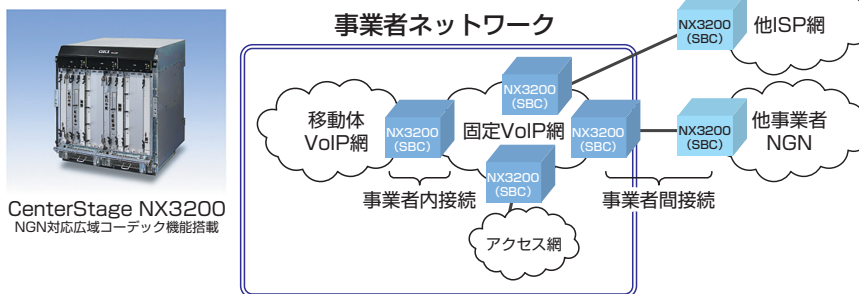 CenterStage NX3200
NGN対応広域コーデック機能搭載
事業者ネットワーク
移動体
VoIP網
NX3200
(SBC)
固定VoIP網
NX3200
(SBC)
NX3200
(SBC)
NX3200
(SBC)
アクセス網
事業者内接続
事業者間接続
NX3200
(SBC)
他ISP網
NX3200
(SBC)
他事業者
NGN